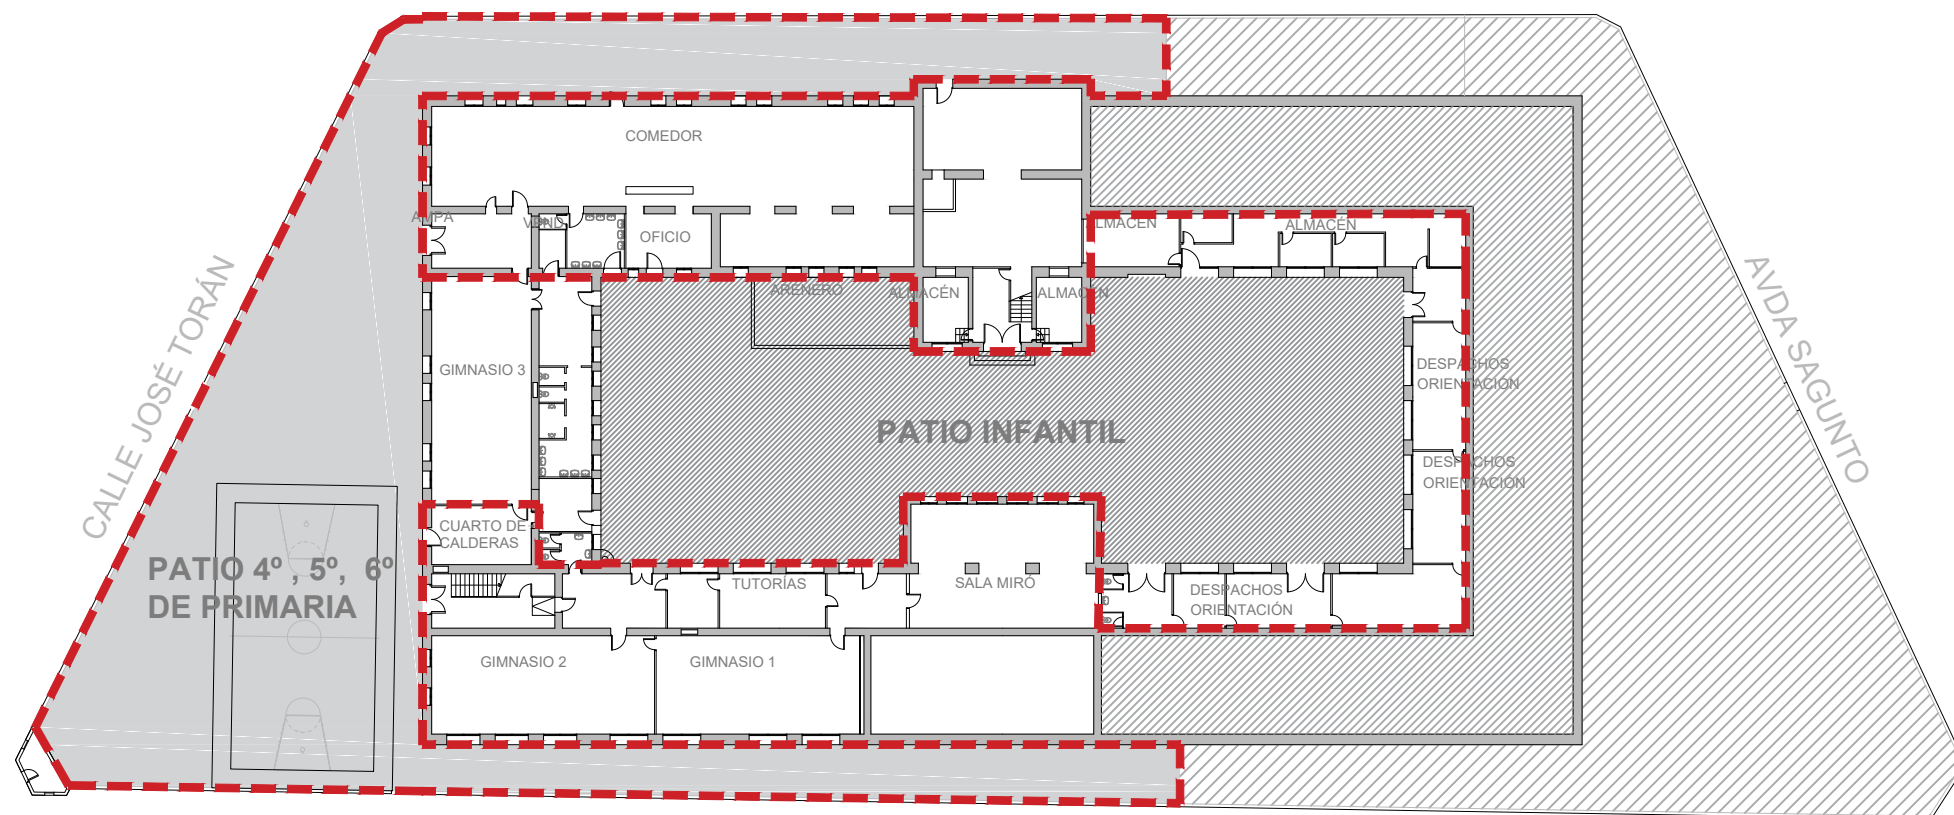 COMEDOR
AMPA
VEND
OFICIO
ALMACÉN
ALMACÉN
ARENERO
ALMACÉN
ALMACÉN
CALLE JOSÉ TORÁN
AVDA SAGUNTO
GIMNASIO 3
DESPACHOS
ORIENTACIÓN
PATIO INFANTIL
DESPACHOS
ORIENTACIÓN
CUARTO DE
CALDERAS
PATIO 4º , 5º, 6º
DE PRIMARIA
TUTORÍAS
SALA MIRÓ
DESPACHOS
ORIENTACIÓN
GIMNASIO 2
GIMNASIO 1